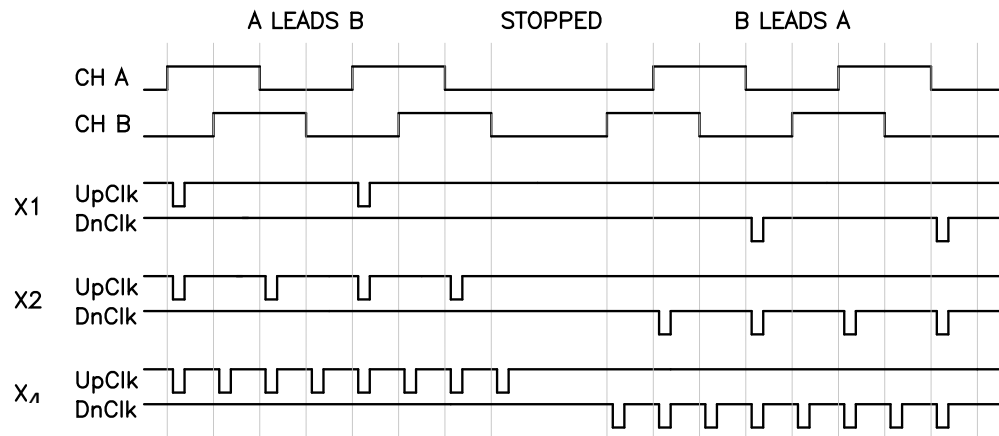 A LEADS B STOPPED B LEADS A
CH A
CH B
X1
UpClk
DnClk
X2
UpClk
DnClk
X4
UpClk
DnClk